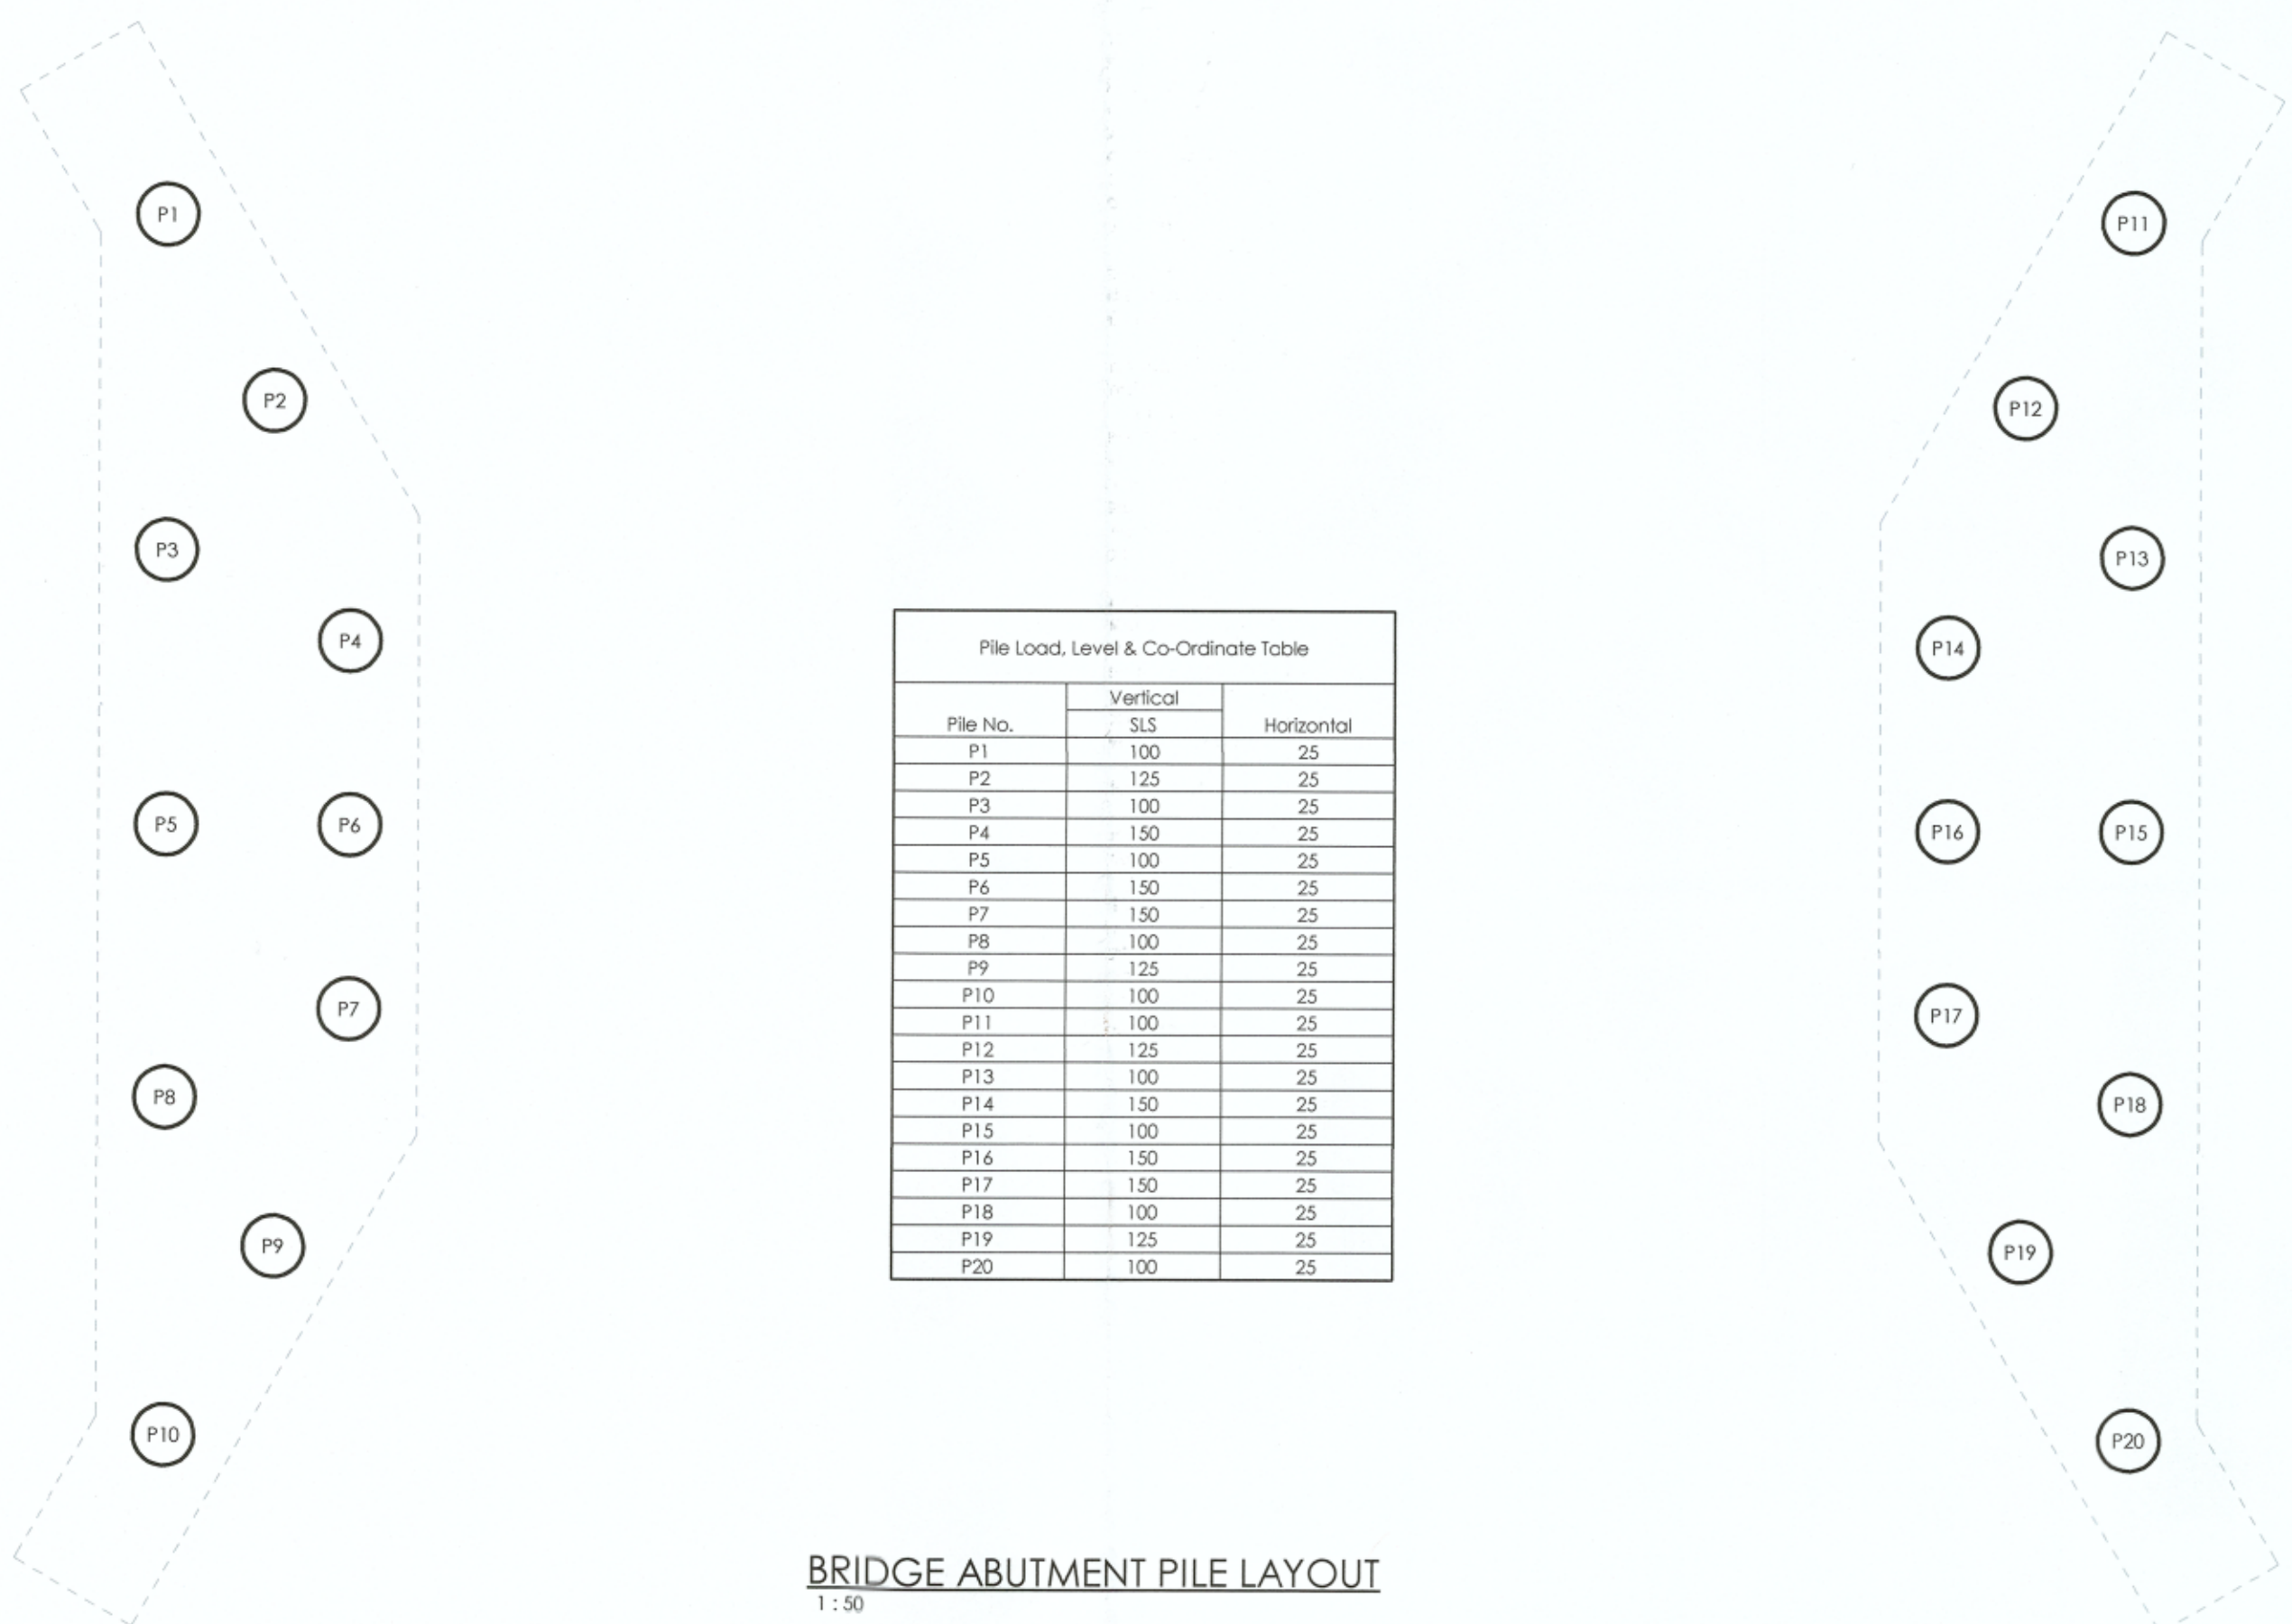 P1
P2
P3
P4
P5 P6
P7
P8
P9
P10
Pile Load, Level & Co-Ordinate Table
Vertical
Pile No. SLS Horizontal
P1 100 25
P2 125 25
P3 100 25
P4 150 25
P5 100 25
P6 150 25
P7 150 25
P8 100 25
P9 125 25
P10 100 25
P11 100 25
P12 125 25
P13 100 25
P14 150 25
P15 100 25
P16 150 25
P17 150 25
P18 100 25
P19 125 25
P20 100 25
P11
P12
P13
P14
P16 P15
P17
P18
P19
P20
BRIDGE ABUTMENT PILE LAYOUT
1 : 50